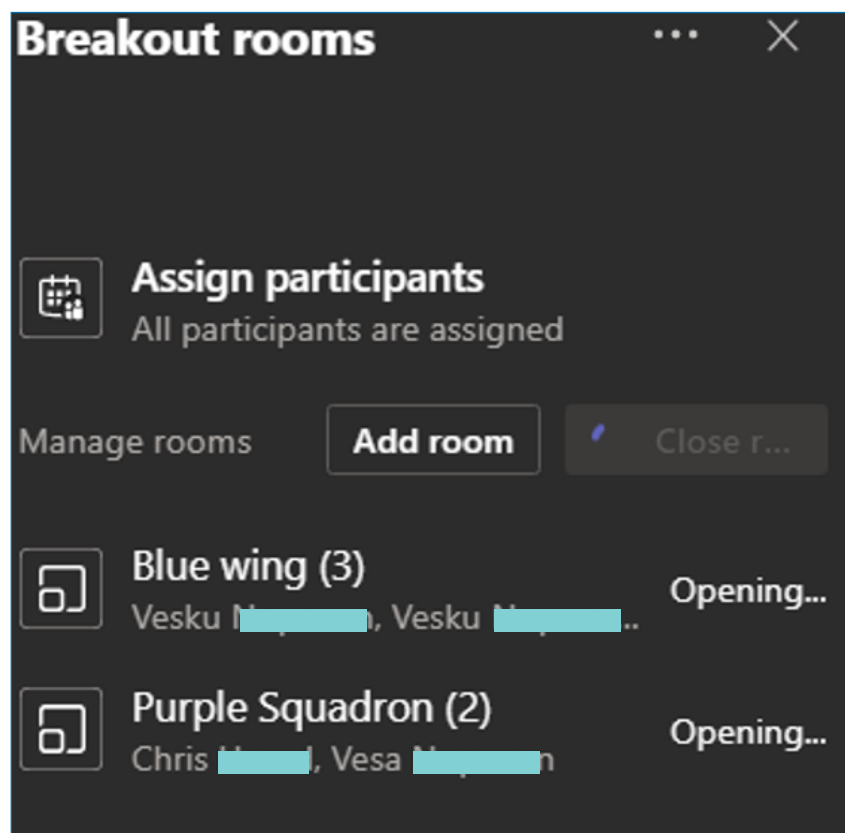 Breakout rooms
Assign participants
All participants are assigned
Manage rooms Add room Close r...
Blue wing (3)
Vesku , Vesku ..
Opening...
Purple Squadron (2)
Chris , Vesa
Opening...